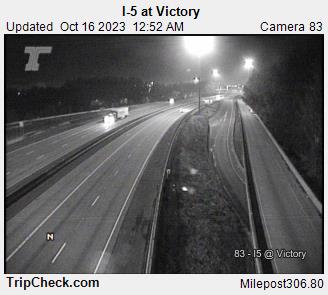 I-5 at Victory
Updated Oct 16 2023 12:52 AM Camera 83
T
N
83 - I5 @ Victory
TripCheck.com Milepost306.80